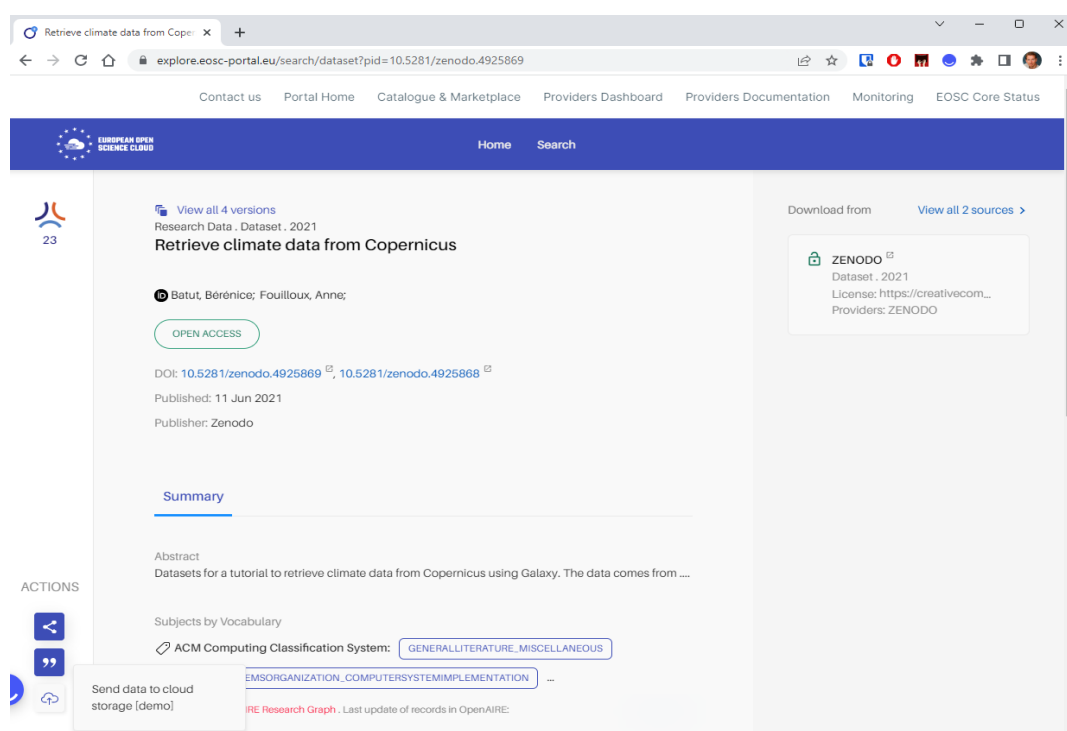 Retrieve climate data from Coper
explore.eosc-portal.eu/search/dataset?pid=10.5281/zenodo.4925869
Contact us Portal Home Catalogue & Marketplace Providers Dashboard Providers Documentation Monitoring EOSC Core Status
EUROPEAN OPEN
SCIENCE CLOUD
Home Search
23
View all 4 versions
Research Data . Dataset . 2021
Retrieve climate data from Copernicus
iD Batut, Bérénice; Fouilloux, Anne;
OPEN ACCESS
DOI: 10.5281/zenodo.4925869, 10.5281/zenodo.4925868
Published: 11 Jun 2021
Publisher: Zenodo
Download from View all 2 sources
ZENODO
Dataset . 2021
License: https://creativecom...
Providers: ZENODO
Summary
Abstract
Datasets for a tutorial to retrieve climate data from Copernicus using Galaxy. The data comes from ....
Subjects by Vocabulary
ACM Computing Classification System: GENERALLITERATURE_MISCELLANEOUS
EMSORGANIZATION_COMPUTERSYSTEMIMPLEMENTATION ...
IRE Research Graph . Last update of records in OpenAIRE:
ACTIONS
Send data to cloud
storage [demo]